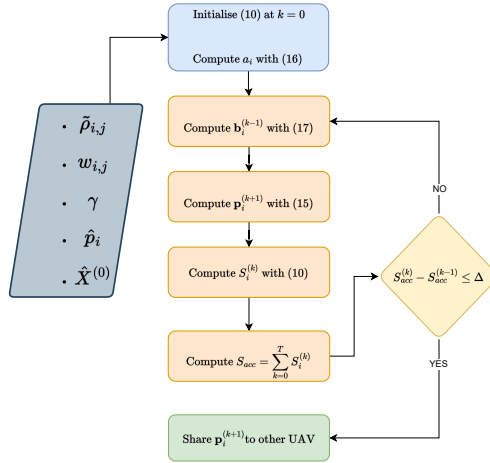 Initialise (10) at k = 0
Compute a_i with (16)
• ρ̃_{i,j}
• w_{i,j}
• γ
• p̂_i
• X̂^{(0)}
Compute b_i^{(k−1)} with (17)
Compute p_i^{(k+1)} with (15)
Compute S_i^{(k)} with (10)
Compute S_{acc} = ∑_{k=0}^{T} S_i^{(k)}
NO
S_{acc}^{(k)} − S_{acc}^{(k−1)} ≤ Δ
YES
Share p_i^{(k+1)} to other UAV